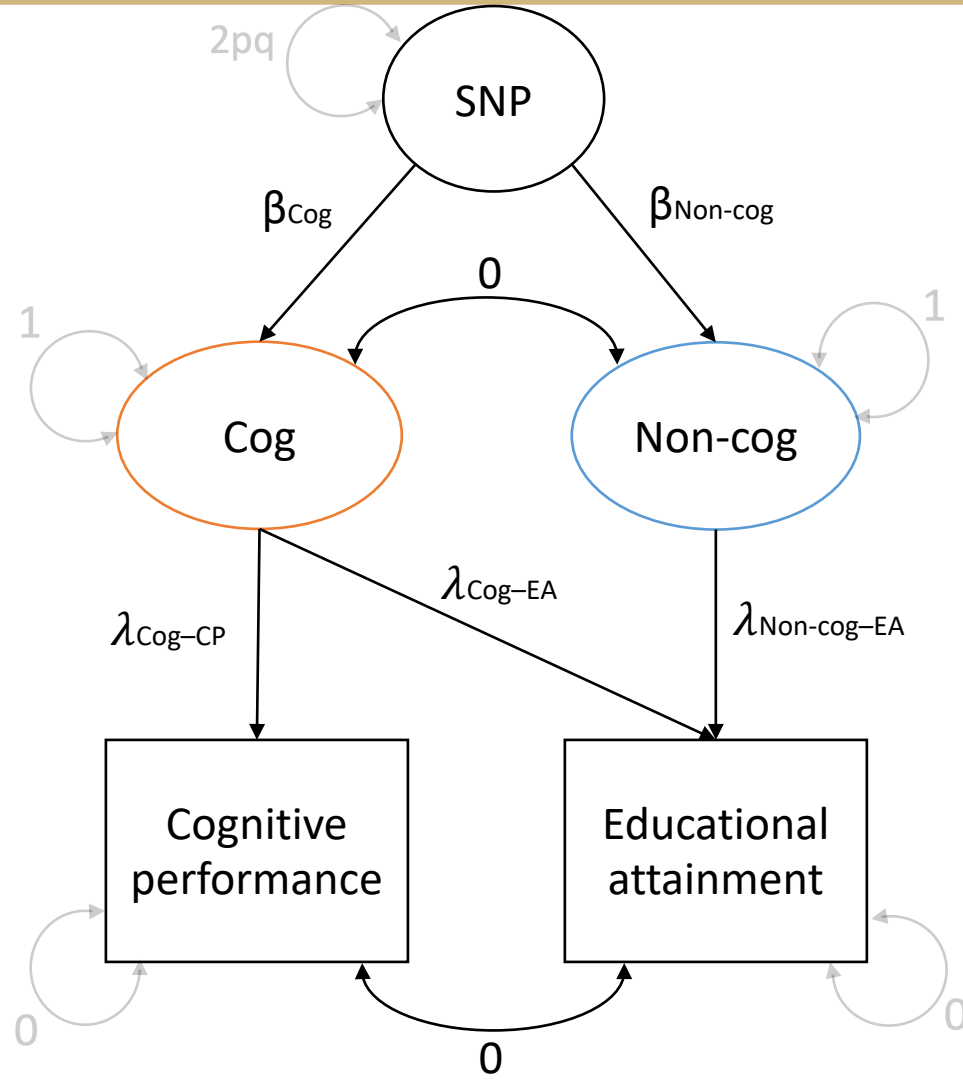 2pq
SNP
βCog
βNon-cog
0
1
1
Cog
Non-cog
λCog–EA
λCog–CP
λNon-cog–EA
Cognitive
performance
Educational
attainment
0
0
0